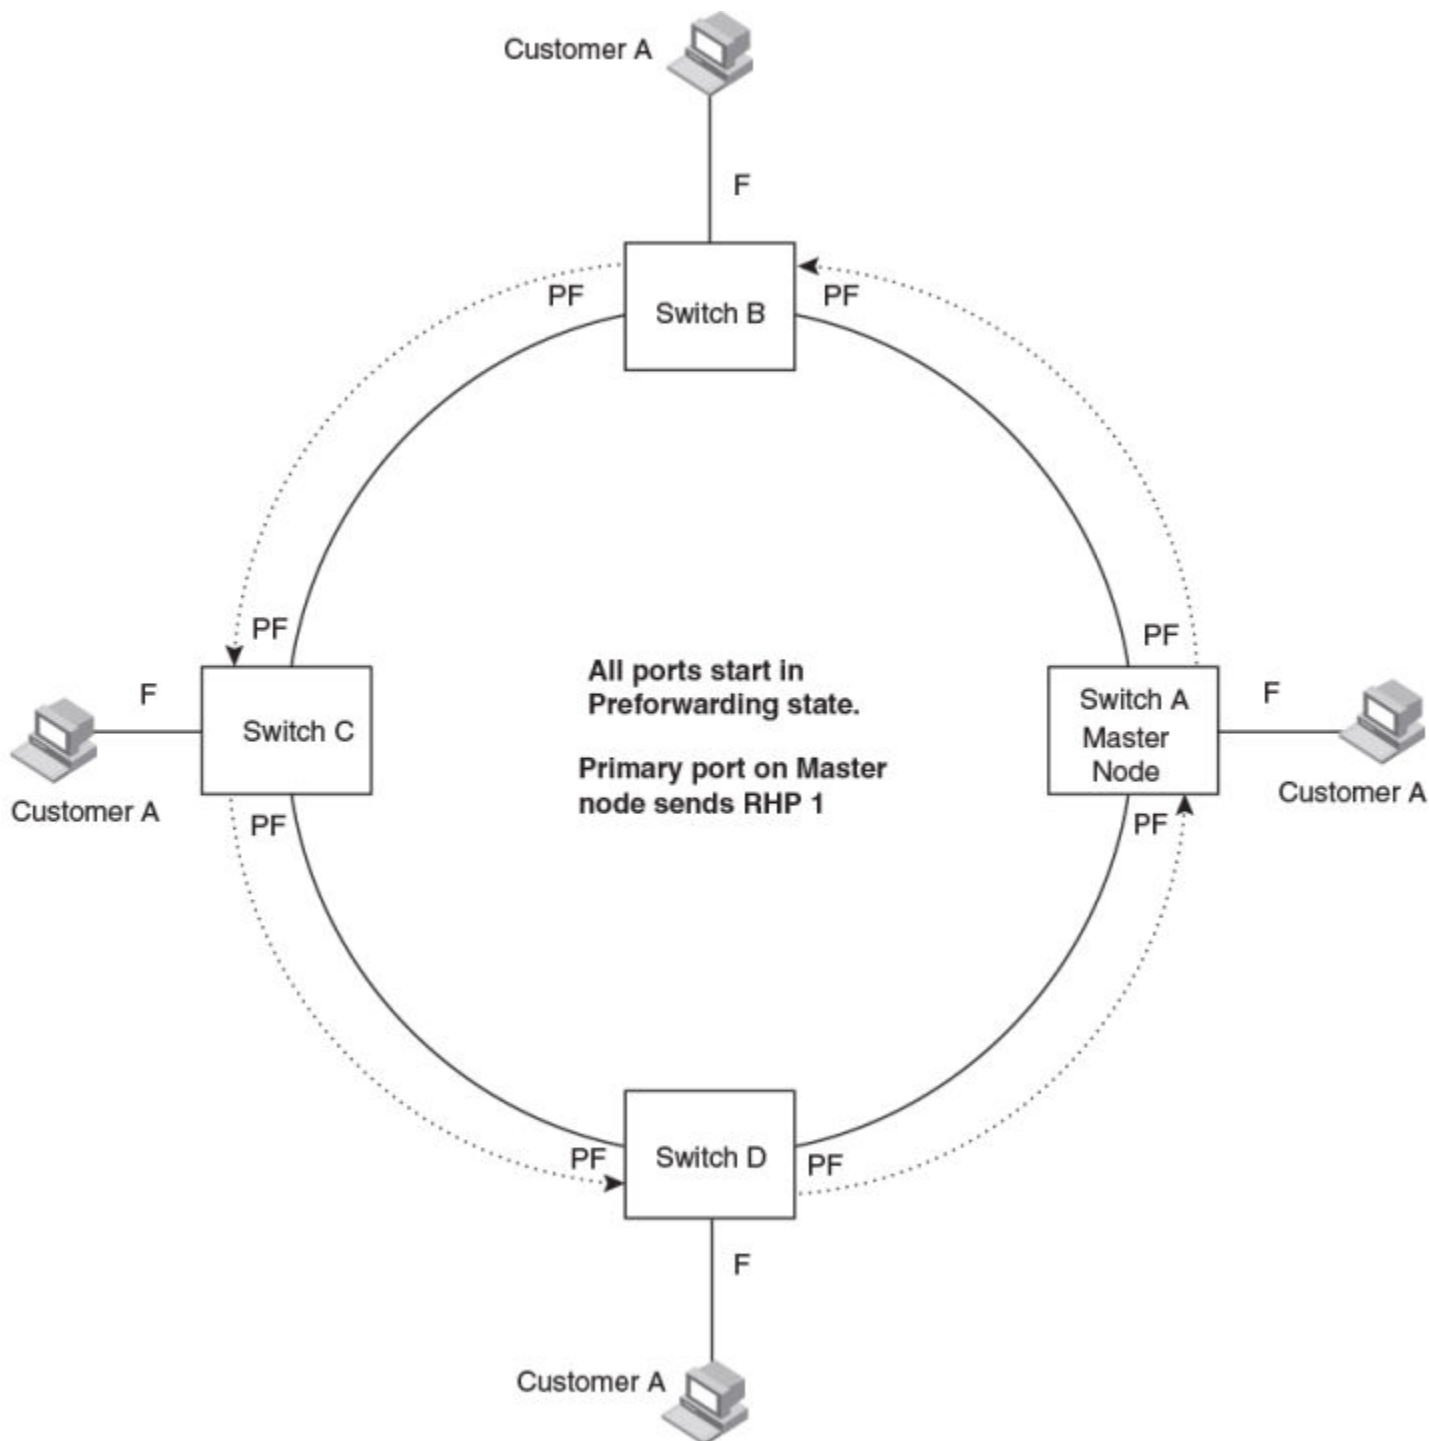 Customer A
F
PF
Switch B
PF
PF
PF
F
Switch C
Customer A
PF
All ports start in
Preforwarding state.
Primary port on Master
node sends RHP 1
Switch A
Master
Node
F
Customer A
PF
PF
Switch D
PF
F
Customer A